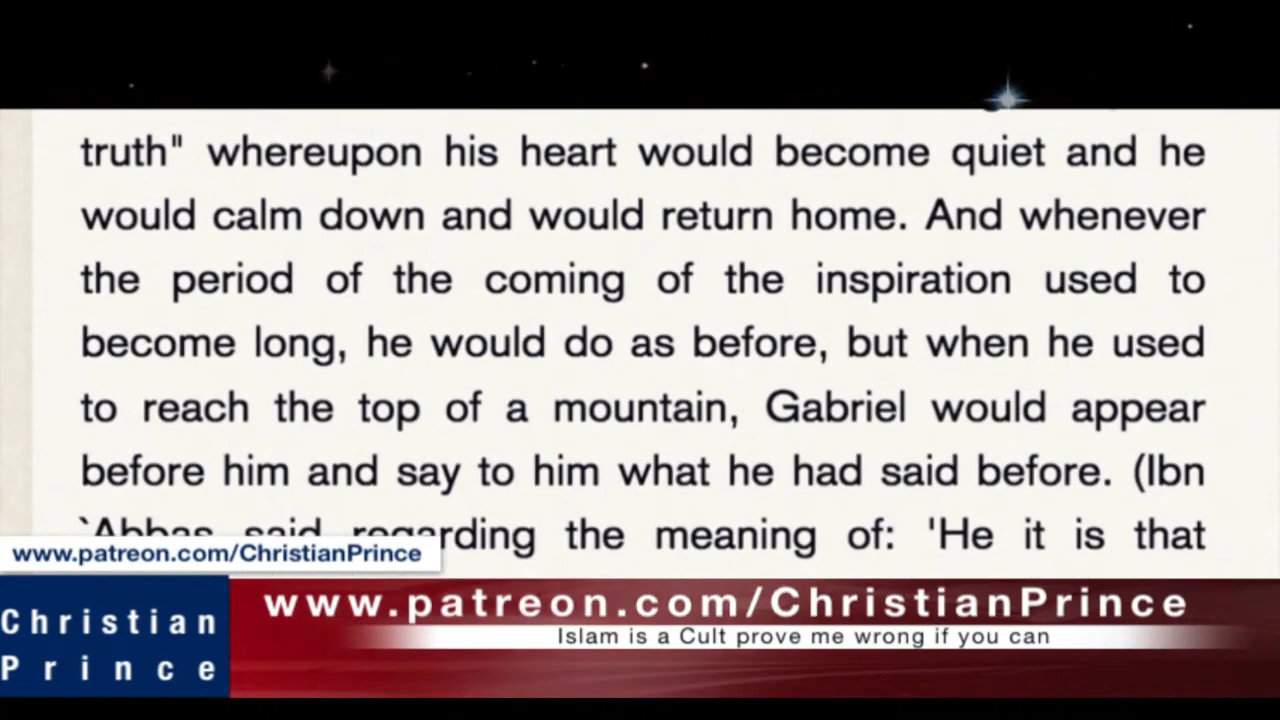 truth" whereupon his heart would become quiet and he
would calm down and would return home. And whenever
the period of the coming of the inspiration used to
become long, he would do as before, but when he used
to reach the top of a mountain, Gabriel would appear
before him and say to him what he had said before. (Ibn
`Abbas said regarding the meaning of: 'He it is that
www.patreon.com/ChristianPrince
Christian
Prince
www.patreon.com/ChristianPrince
Islam is a Cult prove me wrong if you can